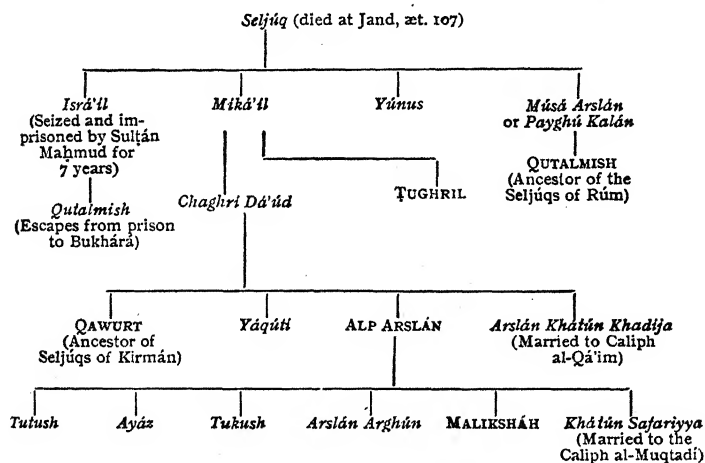 Seljúq (died at Jand, æt. 107)
Isrá'íl Míká'íl Yúnus Músá Arslán
(Seized and im- or Payghú Kalán
prisoned by Sulṭán
Maḥmud for QUTALMISH
7 years) (Ancestor of the
Seljúqs of Rúm)
Chaghrí Dá'úd ṬUGHRIL
Qutalmish
(Escapes from prison
to Bukhárá)
QAWURT Yáqútí ALP ARSLÁN Arslán Khátún Khadíja
(Ancestor of (Married to Caliph
Seljúqs of Kirmán) al-Qá'im)
Tutush Ayáz Tukush Arslán Arghún MALIKSHÁH Khátún Safariyya
(Married to the
Caliph al-Muqtadí)